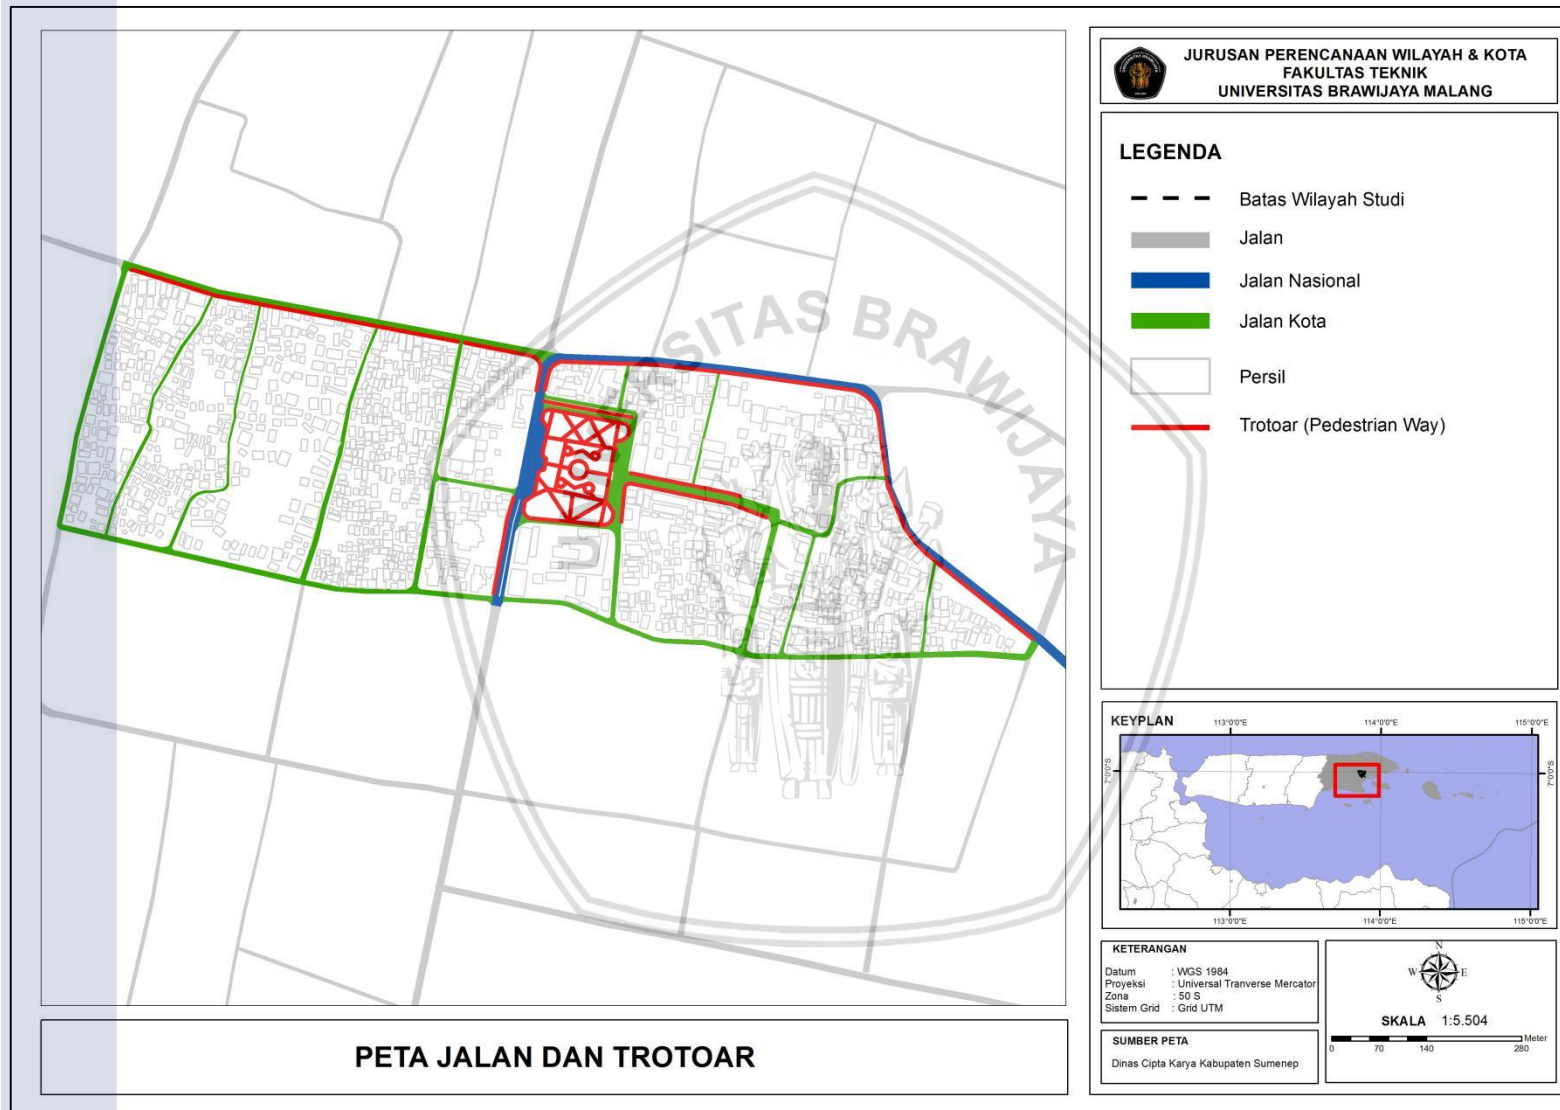 JURUSAN PERENCANAAN WILAYAH & KOTA
FAKULTAS TEKNIK
UNIVERSITAS BRAWIJAYA MALANG
LEGENDA
Batas Wilayah Studi
Jalan
Jalan Nasional
Jalan Kota
Persil
Trotoar (Pedestrian Way)
UNIVERSITAS BRAWIJAYA
KEYPLAN
113°0'0"E 114°0'0"E 115°0'0"E
7°0'0"S 7°0'0"S
113°0'0"E 114°0'0"E 115°0'0"E
KETERANGAN
Datum : WGS 1984
Proyeksi : Universal Tranverse Mercator
Zona : 50 S
Sistem Grid : Grid UTM
N
W E
S
SKALA 1:5.504
Meter
0 70 140 280
SUMBER PETA
Dinas Cipta Karya Kabupaten Sumenep
PETA JALAN DAN TROTOAR